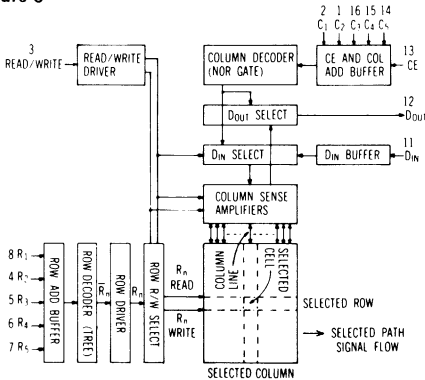 2 1 16 15 14
C1 C2 C3 C4 C5
3
READ/WRITE
READ/WRITE
DRIVER
COLUMN DECODER
(NOR GATE)
CE AND COL
ADD BUFFER
13
CE
DOUT SELECT
12
DOUT
DIN SELECT
DIN BUFFER
11
DIN
COLUMN SENSE
AMPLIFIERS
8 R1
4 R2
5 R3
6 R4
7 R5
ROW ADD BUFFER
ROW DECODER (TREE)
Rn
ROW DRIVER
Rn
ROW R/W SELECT
Rn
READ
Rn
WRITE
COLUMN
LINE
SELECTED
CELL
SELECTED ROW
SELECTED PATH
SIGNAL FLOW
SELECTED COLUMN